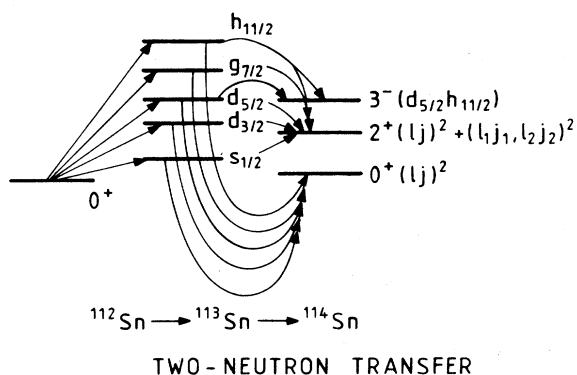 h₁₁/₂
g₇/₂
d₅/₂
3⁻(d₅/₂h₁₁/₂)
d₃/₂
2⁺(lj)² + (l₁j₁, l₂j₂)²
s₁/₂
0⁺(lj)²
0⁺
¹¹²Sn → ¹¹³Sn → ¹¹⁴Sn
TWO-NEUTRON TRANSFER